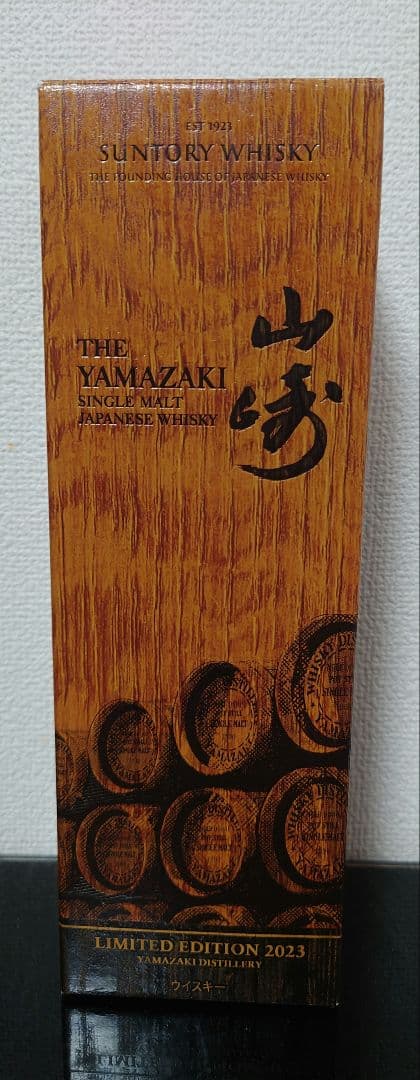 EST 1923
SUNTORY WHISKY
THE FOUNDING HOUSE OF JAPANESE WHISKY
山崎
THE
YAMAZAKI
SINGLE MALT
JAPANESE WHISKY
LIMITED EDITION 2023
YAMAZAKI DISTILLERY
ウイスキー